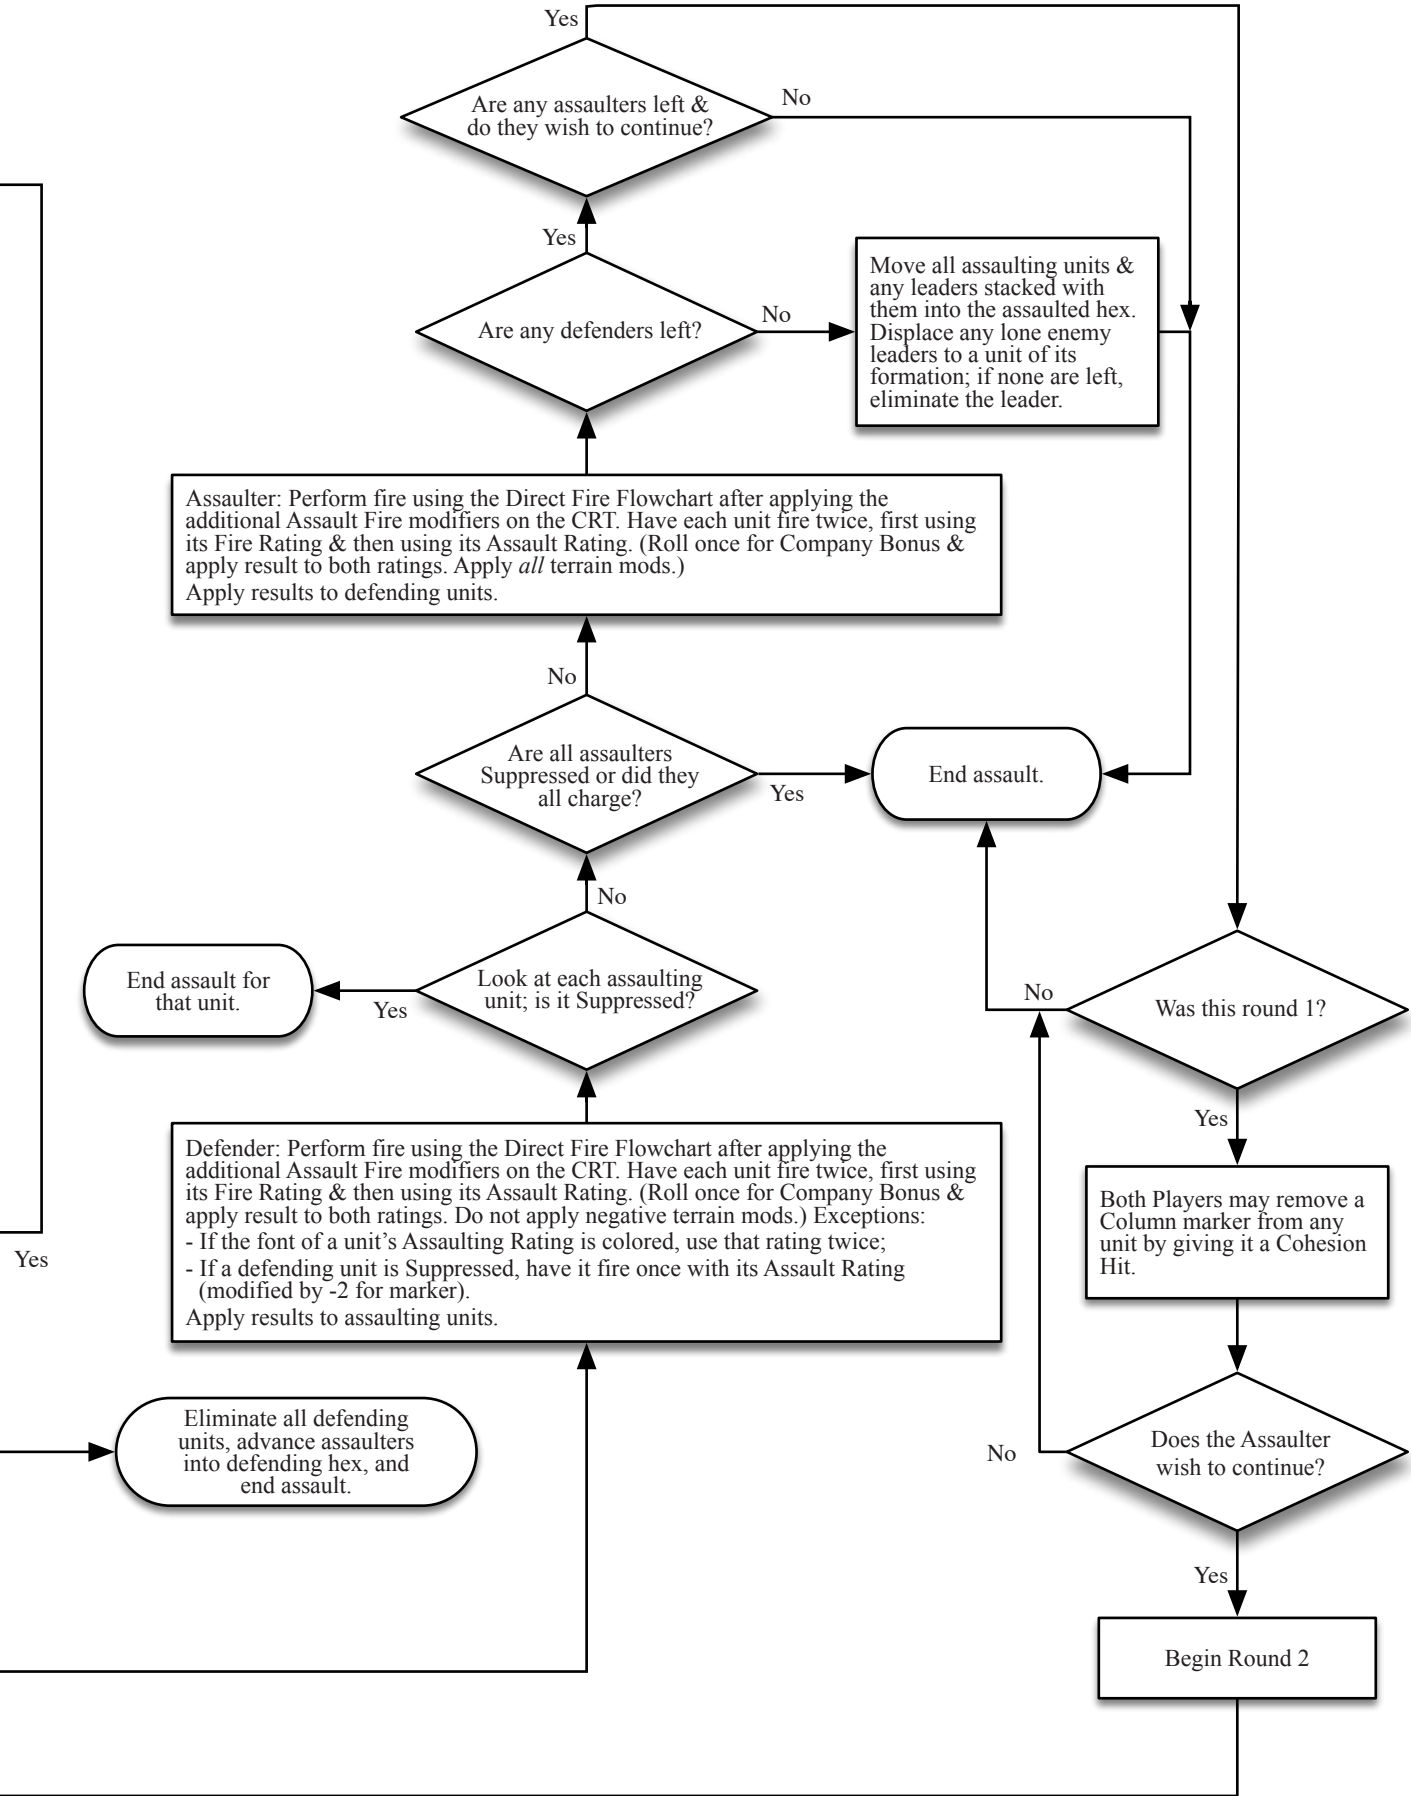 Yes
Are any assaulters left &
do they wish to continue?
No
Yes
Are any defenders left?
No
Move all assaulting units &
any leaders stacked with
them into the assaulted hex.
Displace any lone enemy
leaders to a unit of its
formation; if none are left,
eliminate the leader.
Assaulter: Perform fire using the Direct Fire Flowchart after applying the
additional Assault Fire modifiers on the CRT. Have each unit fire twice, first using
its Fire Rating & then using its Assault Rating. (Roll once for Company Bonus &
apply result to both ratings. Apply all terrain mods.)
Apply results to defending units.
No
Are all assaulters
Suppressed or did they
all charge?
Yes
End assault.
No
Look at each assaulting
unit; is it Suppressed?
Yes
End assault for
that unit.
No
Was this round 1?
Yes
Both Players may remove a
Column marker from any
unit by giving it a Cohesion
Hit.
Defender: Perform fire using the Direct Fire Flowchart after applying the
additional Assault Fire modifiers on the CRT. Have each unit fire twice, first using
its Fire Rating & then using its Assault Rating. (Roll once for Company Bonus &
apply result to both ratings. Do not apply negative terrain mods.) Exceptions:
- If the font of a unit’s Assaulting Rating is colored, use that rating twice;
- If a defending unit is Suppressed, have it fire once with its Assault Rating
(modified by -2 for marker).
Apply results to assaulting units.
Yes
Eliminate all defending
units, advance assaulters
into defending hex, and
end assault.
No
Does the Assaulter
wish to continue?
Yes
Begin Round 2